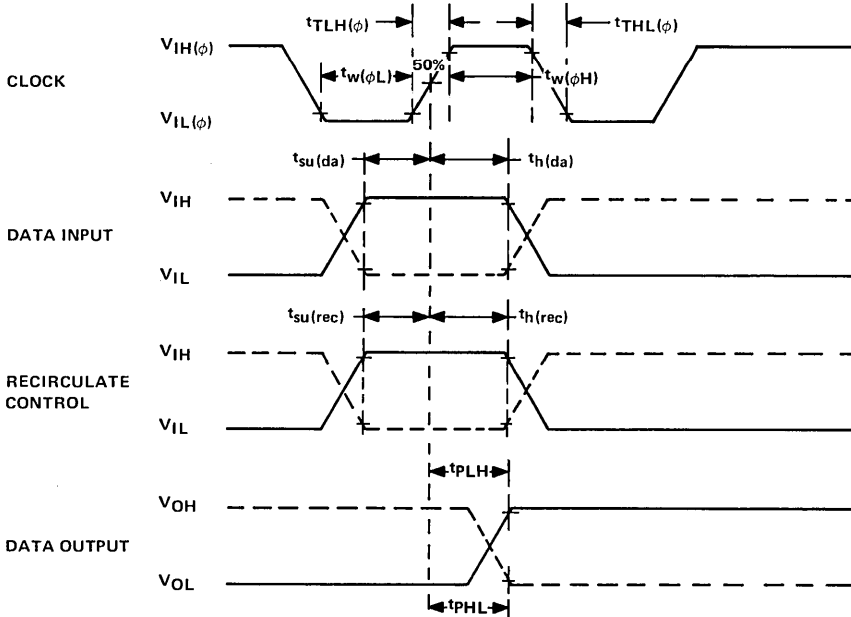 tTLH(ϕ)
tTHL(ϕ)
VIH(ϕ)
50%
CLOCK
tw(ϕL)
tw(ϕH)
VIL(ϕ)
tsu(da)
th(da)
VIH
DATA INPUT
VIL
tsu(rec)
th(rec)
VIH
RECIRCULATE
CONTROL
VIL
tPLH
VOH
DATA OUTPUT
VOL
tPHL